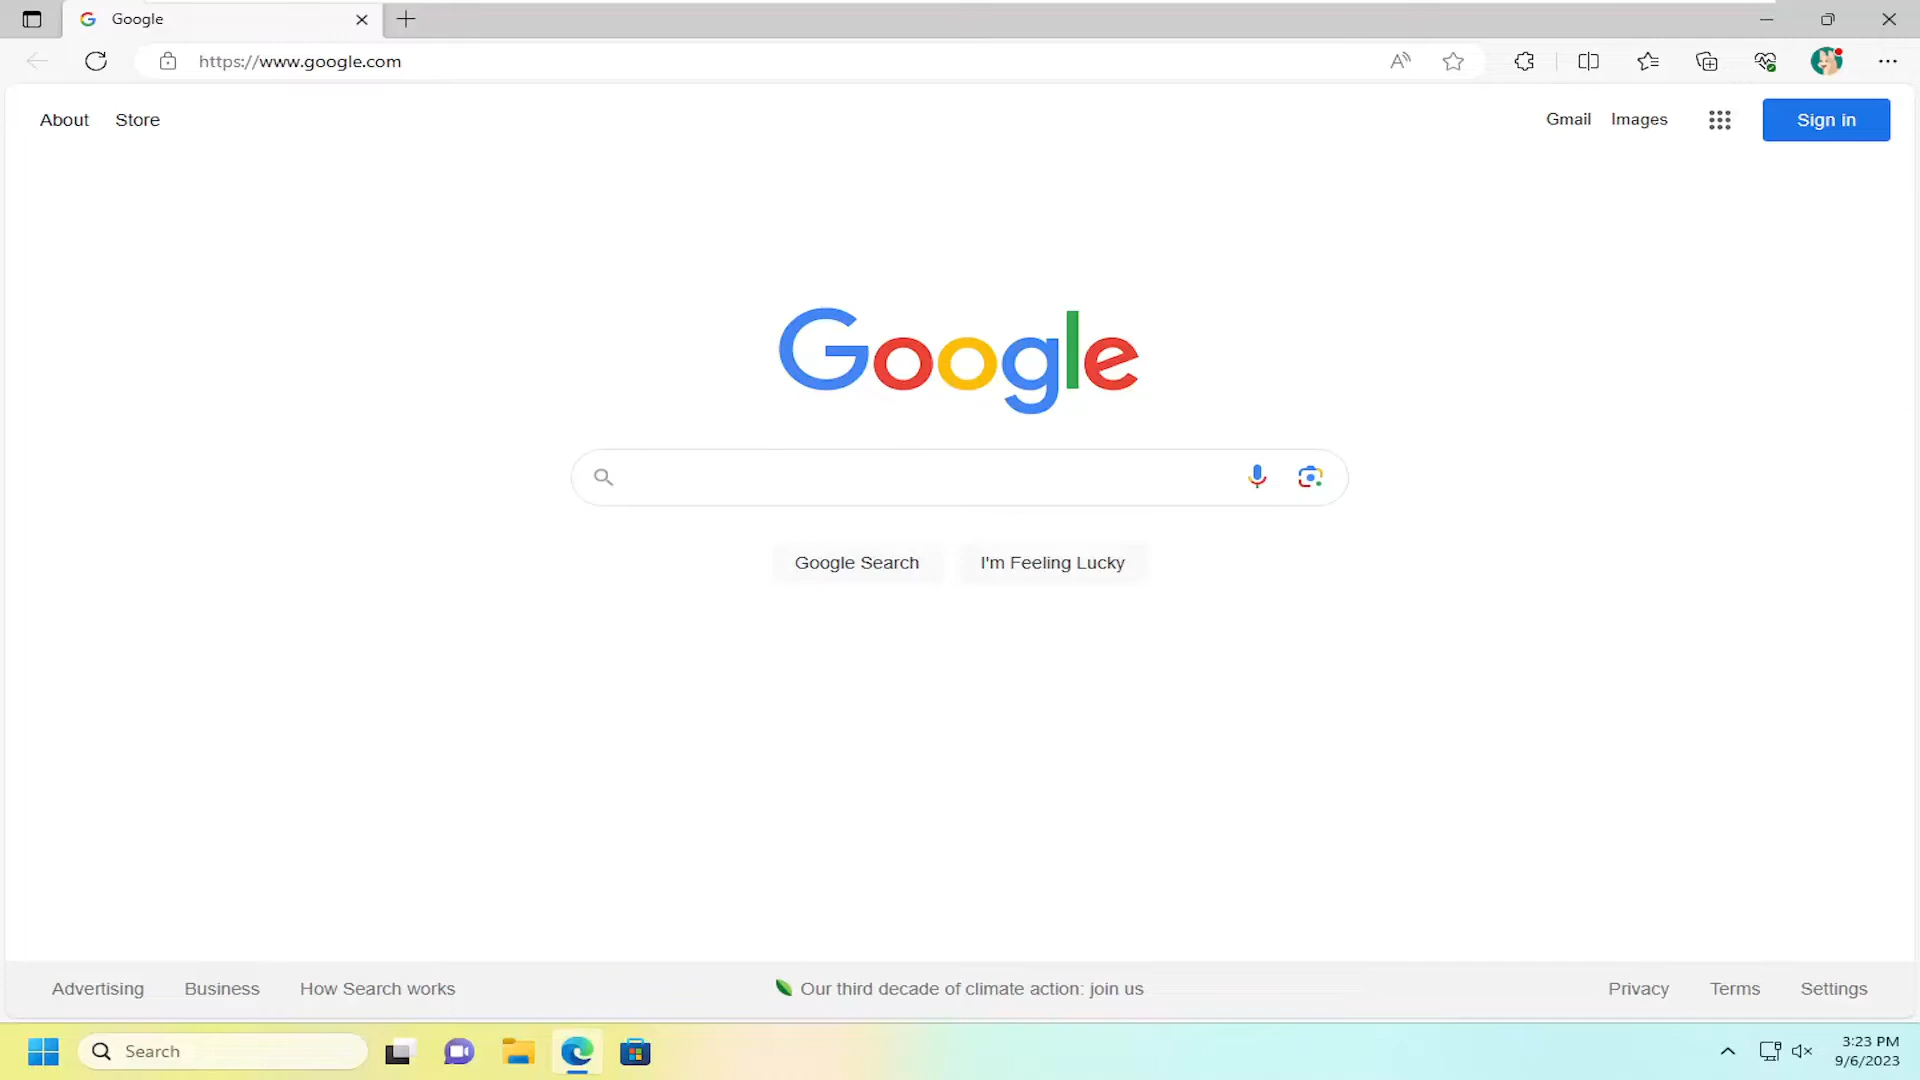 Google
https://www.google.com
About Store
Gmail Images Sign in
Google
Google Search I'm Feeling Lucky
Advertising Business How Search works
Our third decade of climate action: join us
Privacy Terms Settings
Search
3:23 PM
9/6/2023